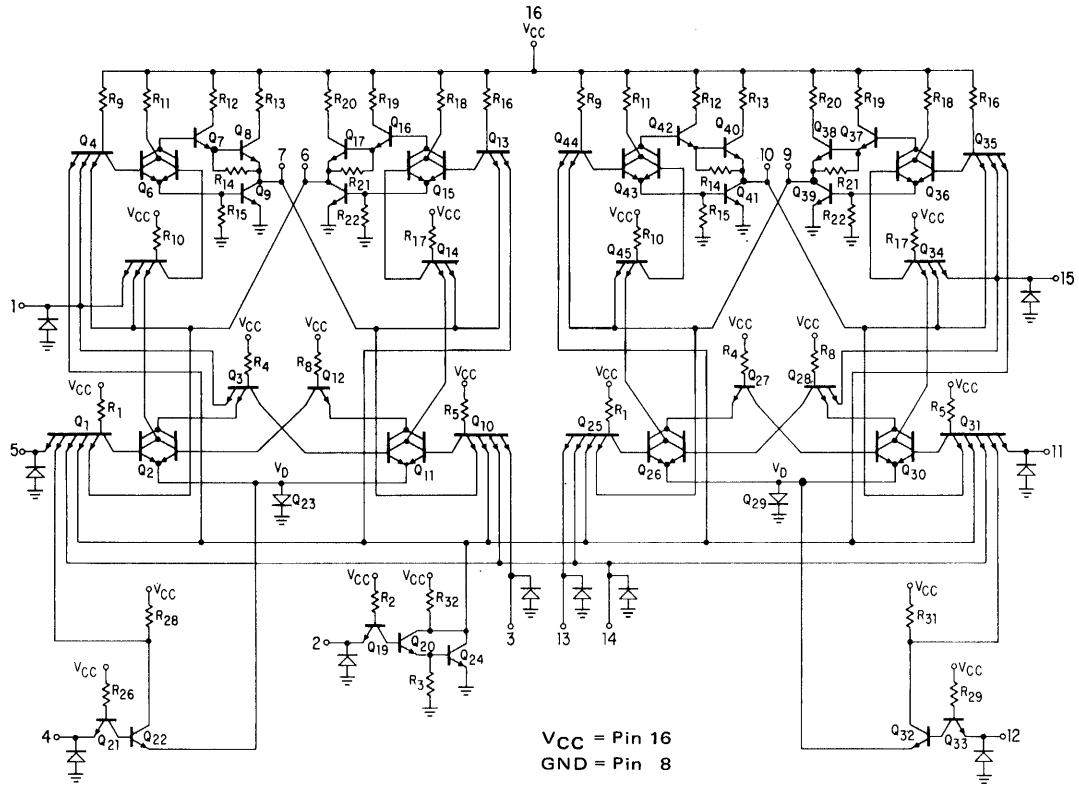 16
VCC
R9 R11 R12 R13 R20 R19 R18 R16 R9 R11 R12 R13 R20 R19 R18 R16
Q4 Q7 Q8 Q17 Q16 Q13 Q44 Q42 Q40 Q38 Q37 Q35
7 6 10 9
Q6 R14 Q9 R21 Q15 Q43 R14 Q41 Q39 R21 Q36
R15 R22 R15 R22
VCC VCC VCC VCC
R10 R17 Q14 Q45 R10 R17 Q34
1 15
VCC VCC VCC VCC
R4 R8 R4 R8
Q3 Q12 Q27 Q28
VCC VCC VCC VCC
R1 R5 R1 R5
Q1 Q10 Q25 Q31
5 11
Q2 Q11 Q26 Q30
VD VD
Q23 Q29
VCC VCC VCC VCC
R28 R2 R32 R31
3 13 14
2
Q19 Q20 Q24
R3
VCC VCC
R26 R29
4 12
Q21 Q22 Q32 Q33
VCC = Pin 16
GND = Pin 8